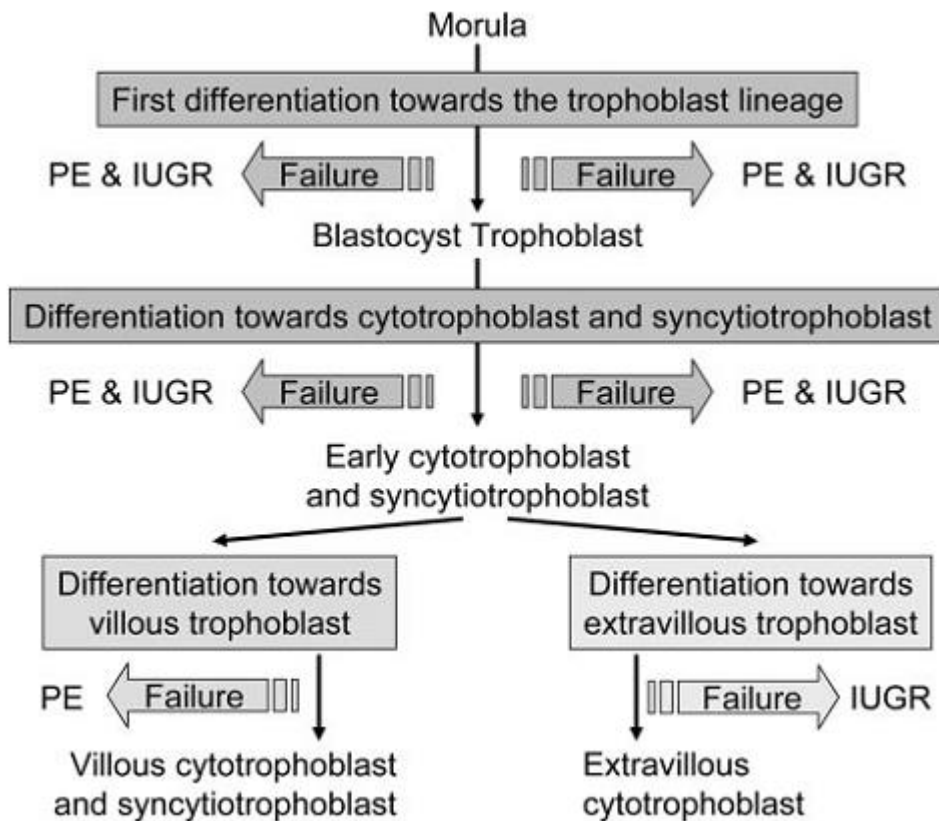 Morula
First differentiation towards the trophoblast lineage
PE & IUGR Failure Failure PE & IUGR
Blastocyst Trophoblast
Differentiation towards cytotrophoblast and syncytiotrophoblast
PE & IUGR Failure Failure PE & IUGR
Early cytotrophoblast
and syncytiotrophoblast
Differentiation towards
villous trophoblast
Differentiation towards
extravillous trophoblast
PE Failure
Failure IUGR
Villous cytotrophoblast
and syncytiotrophoblast
Extravillous
cytotrophoblast